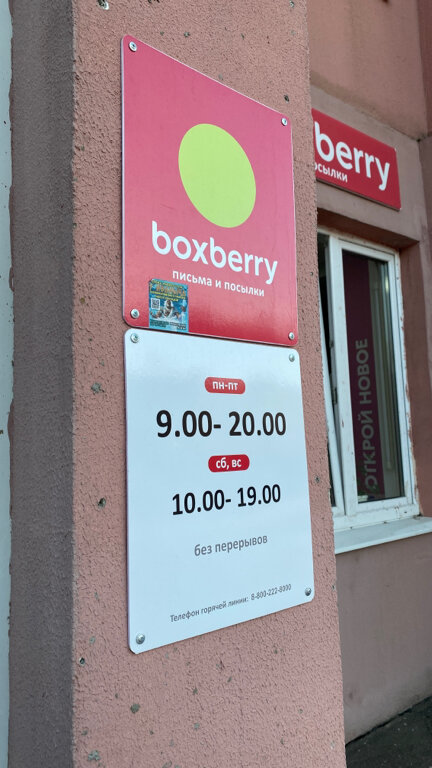 boxberry
письма и посылки
пн-пт
9.00- 20.00
сб, вс
10.00- 19.00
без перерывов
Телефон горячей линии: 8-800-222-8000
berry
осылки
ОТКРОЙ НОВОЕ